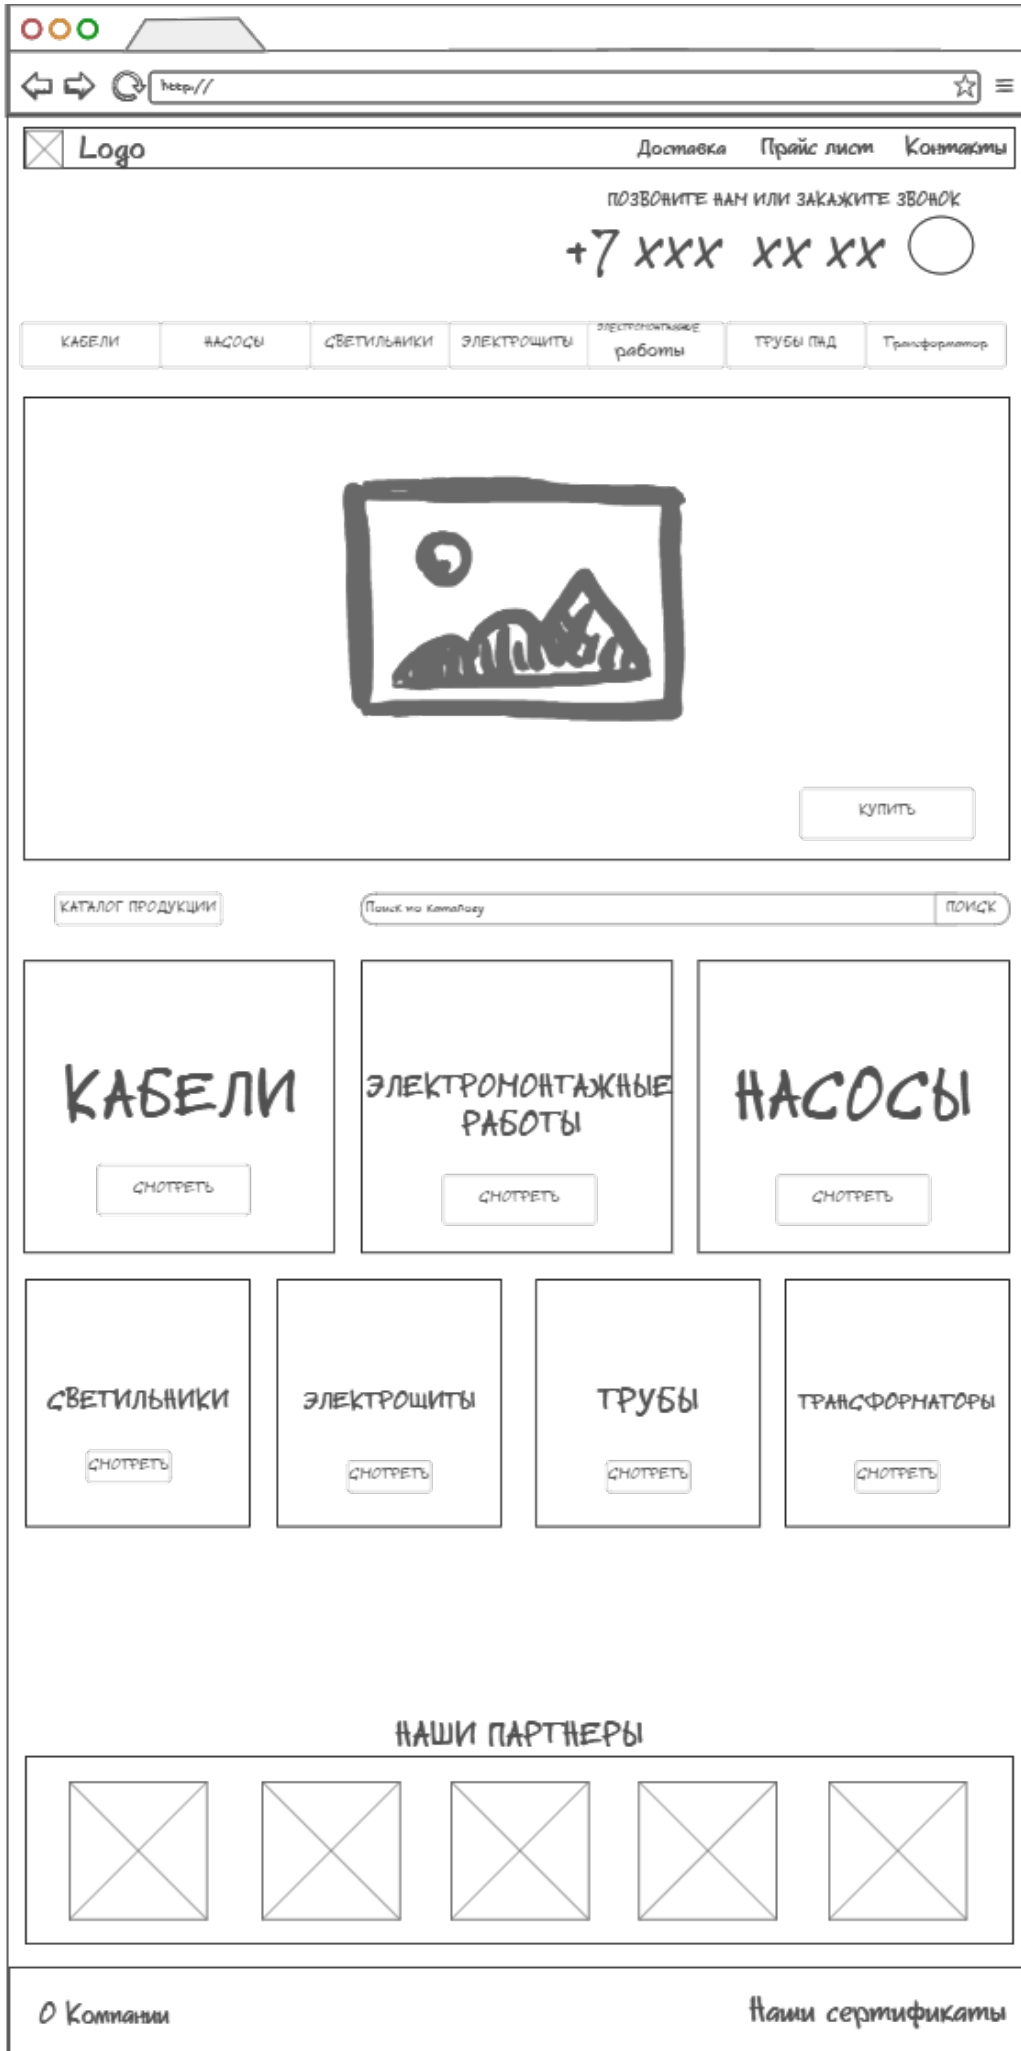 http://
Logo
Доставка Прайс лист Контакты
ПОЗВОНИТЕ НАМ ИЛИ ЗАКАЖИТЕ ЗВОНОК
+7 XXX XX XX
КАБЕЛИ НАСОСЫ СВЕТИЛЬНИКИ ЭЛЕКТРОЩИТЫ ЭЛЕКТРОМОНТАЖНЫЕ ТРУБЫ ПНД Трансформатор
работы
КУПИТЬ
КАТАЛОГ ПРОДУКЦИИ Поиск по каталогу ПОИСК
КАБЕЛИ ЭЛЕКТРОМОНТАЖНЫЕ НАСОСЫ
РАБОТЫ
СМОТРЕТЬ СМОТРЕТЬ СМОТРЕТЬ
СВЕТИЛЬНИКИ ЭЛЕКТРОЩИТЫ ТРУБЫ ТРАНСФОРМАТОРЫ
СМОТРЕТЬ СМОТРЕТЬ СМОТРЕТЬ СМОТРЕТЬ
НАШИ ПАРТНЕРЫ
О Компании Наши сертификаты